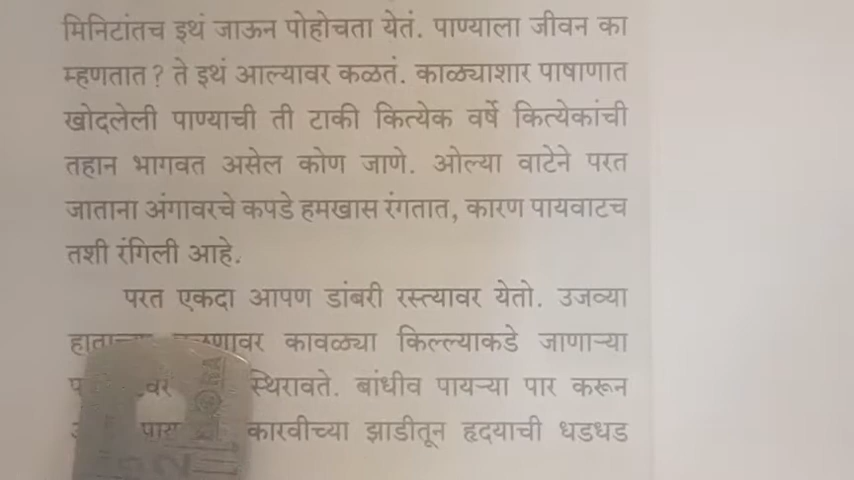 मिनिटांतच इथं जाऊन पोहोचता येतं. पाण्याला जीवन का
म्हणतात ? ते इथं आल्यावर कळतं. काळ्याशार पाषाणात
खोदलेली पाण्याची ती टाकी कित्येक वर्षे कित्येकांची
तहान भागवत असेल कोण जाणे. ओल्या वाटेने परत
जाताना अंगावरचे कपडे हमखास रंगतात, कारण पायवाटच
तशी रंगिली आहे.
परत एकदा आपण डांबरी रस्त्यावर येतो. उजव्या
कावळ्या किल्ल्याकडे जाणाऱ्या
स्थिरावते. बांधीव पायऱ्या पार करून
कारवीच्या झाडीतून हृदयाची धडधड